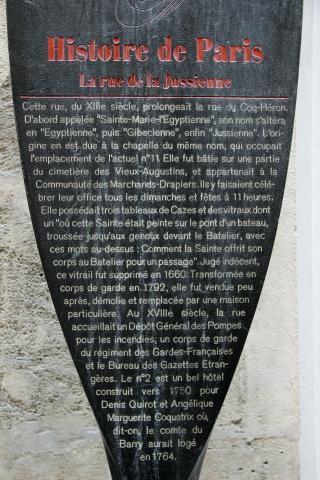 Histoire de Paris
La rue de la Jussienne
Cette rue, du XIIIe siècle, prolongeait la rue du Coq-Héron.
D'abord appelée "Sainte-Marie-l'Egyptienne", son nom s'altéra
en "Egyptienne", puis "Gibecienne", enfin "Jussienne". L'ori-
gine en est due à la chapelle du même nom, qui occupait
l'emplacement de l'actuel n°11. Elle fut bâtie sur une partie
du cimetière des Vieux-Augustins, et appartenait à la
Communauté des Marchands-Drapiers. Ils y faisaient célé-
brer leur office tous les dimanches et fêtes à 11 heures.
Elle possédait trois tableaux de Cazes et des vitraux dont
un "où cette Sainte était peinte sur le pont d'un bateau,
troussée jusqu'aux genoux devant le Batelier, avec
ces mots au-dessus : Comment la Sainte offrit son
corps au Batelier pour un passage". Jugé indécent,
ce vitrail fut supprimé en 1660. Transformée en
corps de garde en 1792, elle fut vendue peu
après, démolie et remplacée par une maison
particulière. Au XVIIIe siècle, la rue
accueillait un Dépôt Général des Pompes
pour les incendies, un corps de garde
du régiment des Gardes-Françaises
et le Bureau des Gazettes Etran-
gères. Le n°2 est un bel hôtel
construit vers 1750 pour
Denis Quirot et Angélique
Marguerite Coqustrix où,
dit-on, le comte du
Barry aurait logé
en 1764.